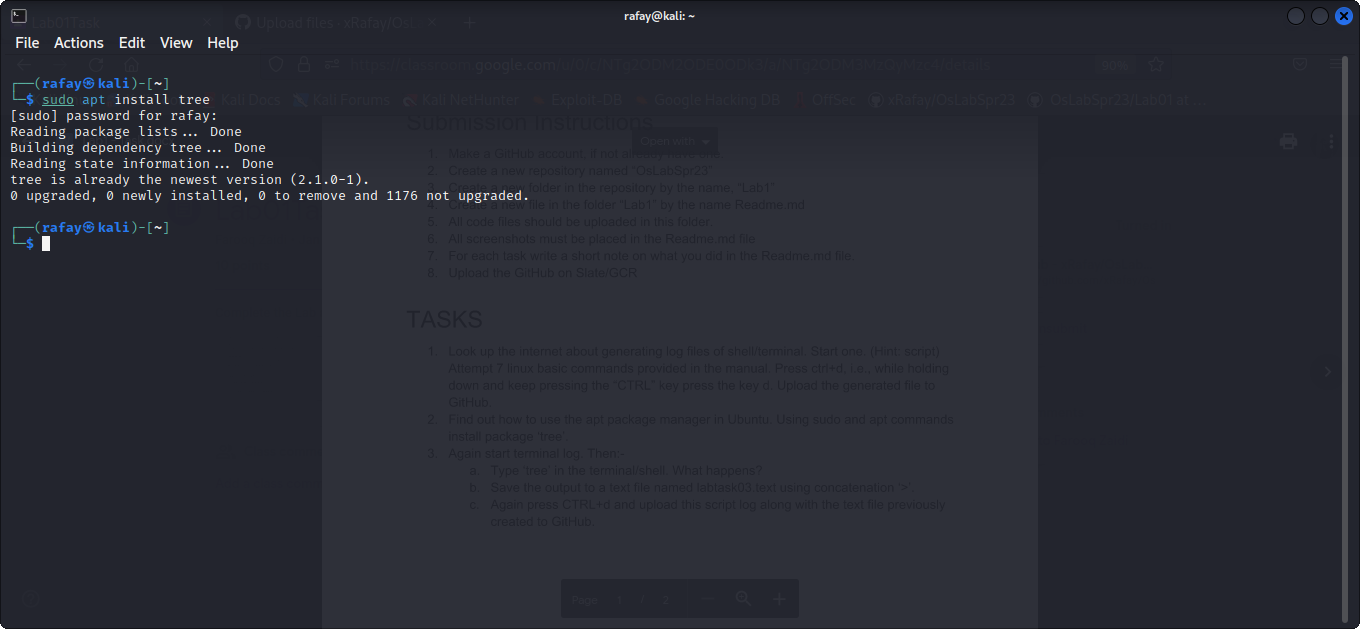 Lab01Task
Upload files · xRafay/OsLa
rafay@kali: ~
File Actions Edit View Help
google.com
80%
┌──(rafay㉿kali)-[~]
└─$ sudo apt install tree
Kali Docs Kali Forums Kali NetHunter Exploit-DB Google Hacking DB OffSec xRafay/OsLabSpr23 OsLabSpr23/Lab01 at ...
[sudo] password for rafay:
Reading package lists... Done
Building dependency tree... Done
Reading state information... Done
tree is already the newest version (2.1.0-1).
0 upgraded, 0 newly installed, 0 to remove and 1176 not upgraded.
┌──(rafay㉿kali)-[~]
└─$
Submission Instructions
Open with
1. Make a GitHub account, if not already have one.
2. Create a new repository named "OsLabSpr23"
3. Create a new folder in the repository by the name: "Lab1"
4. Create a new file in the folder "Lab1" by the name Readme.md
5. All code files should be uploaded in this folder.
6. All screenshots must be placed in the Readme.md file
7. For each task write a short note on what you did in the Readme.md file.
8. Upload the GitHub on Slate/GCR
TASKS
1. Look up the internet about generating log files of shell/terminal. Start one. (Hint: script)
Attempt 7 linux basic commands provided in the manual. Press ctrl+d, i.e., while holding
down and keep pressing the "CTRL" key press the key d. Upload the generated file to
GitHub
2. Find out how to use the apt package manager in Ubuntu. Using sudo and apt commands
install package 'tree'
3. Again start terminal log. Then:-
a. Type 'tree' in the terminal/shell. What happens?
b. Save the output to a text file named labtask03.text using concatenation '>'.
c. Again press CTRL+d and upload this script log along with the text file previously
created to GitHub.
Page 1 / 2